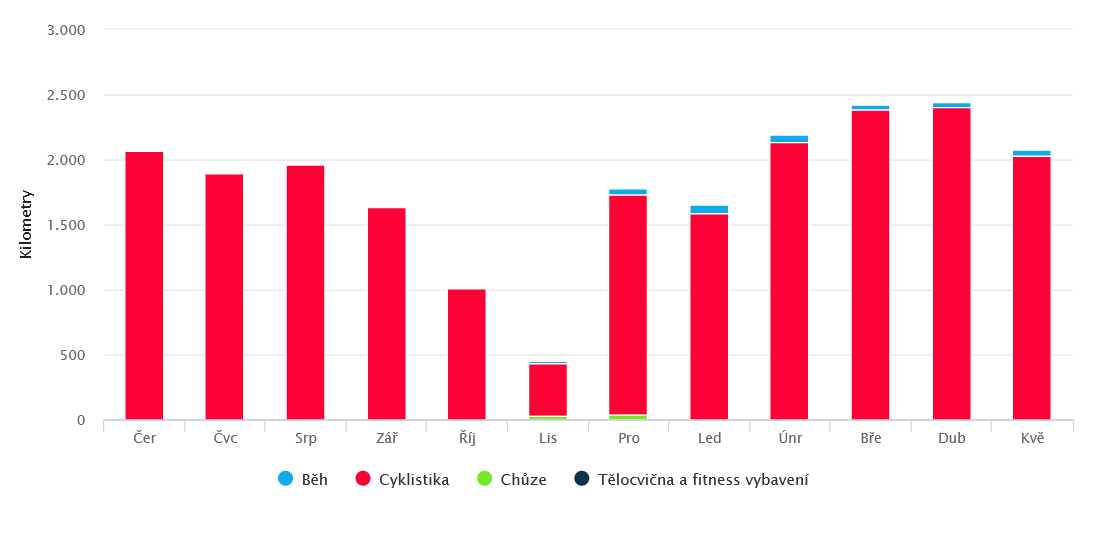 3.000
2.500
2.000
1.500
1.000
500
0
Kilometry
Čer Čvc Srp Zář Říj Lis Pro Led Únr Bře Dub Kvě
Běh Cyklistika Chůze Tělocvična a fitness vybavení